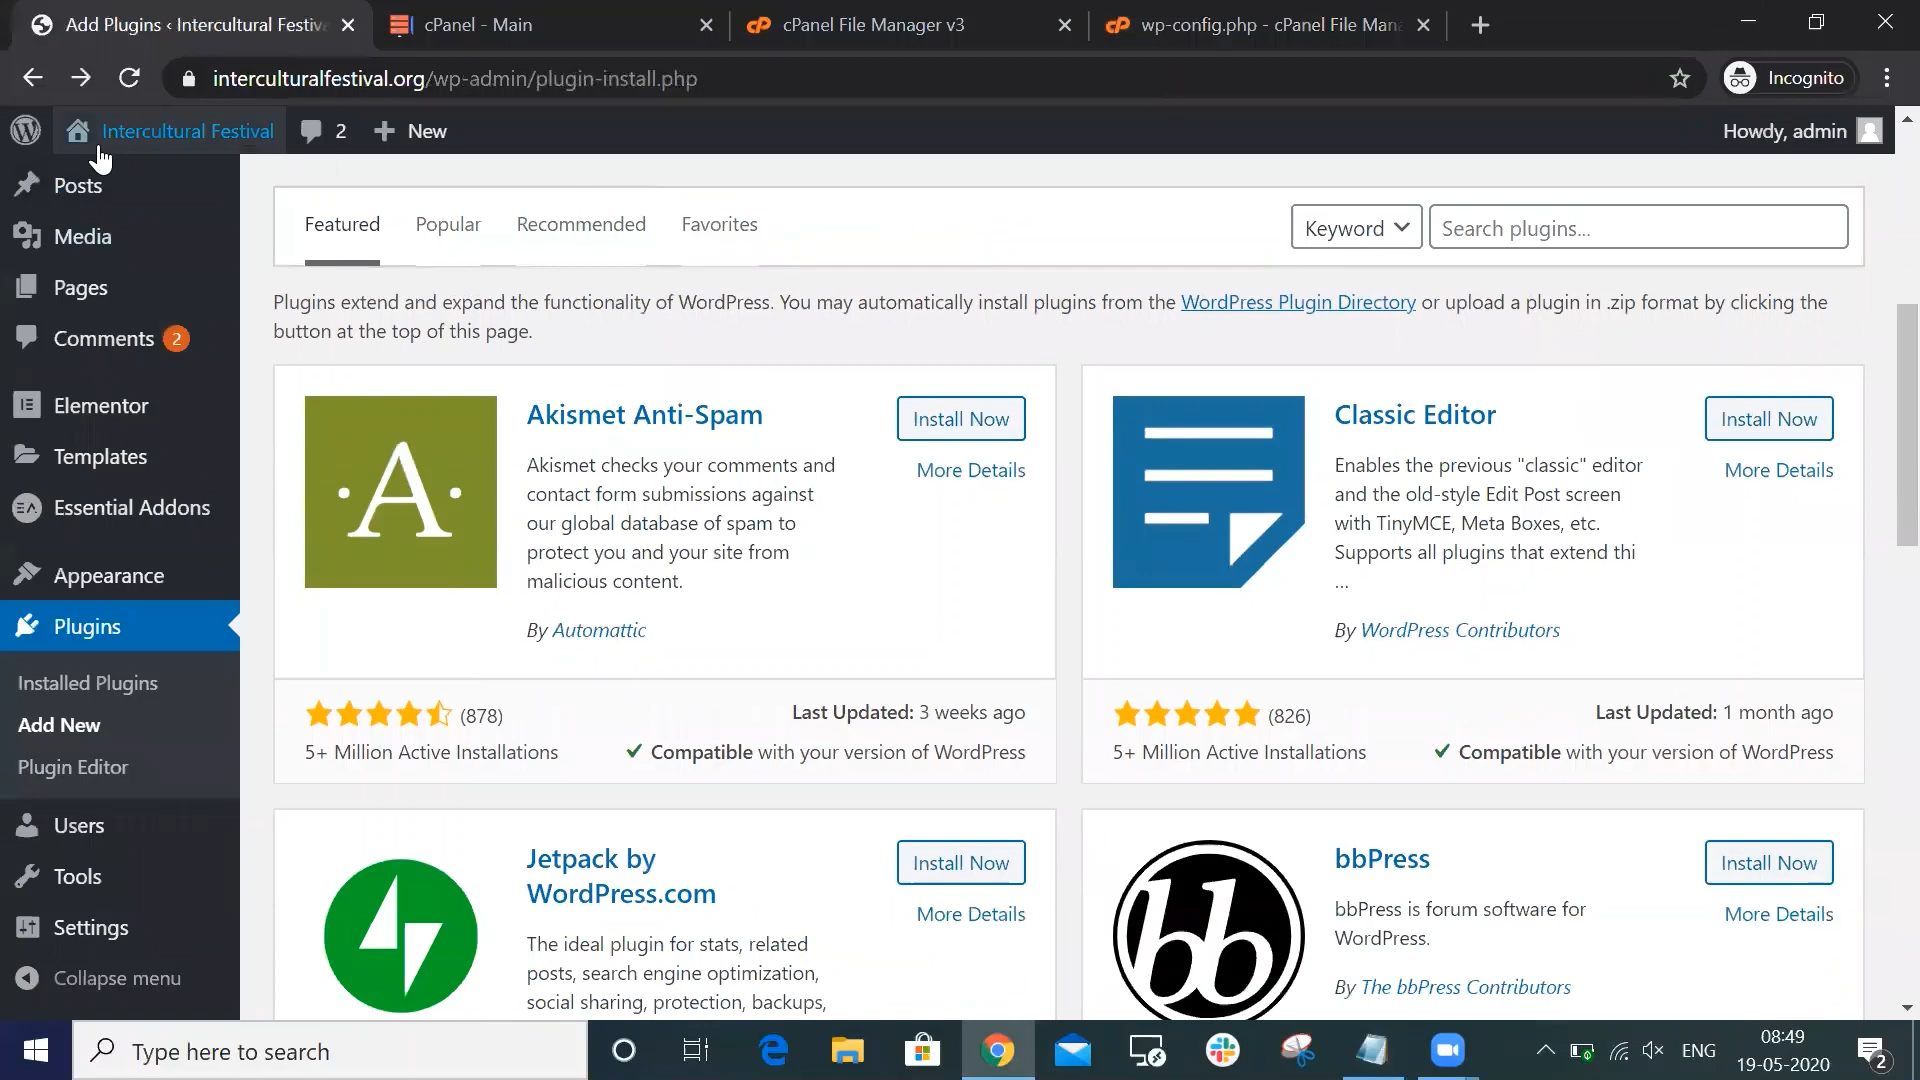 Add Plugins ‹ Intercultural Festiv
cPanel - Main
cPanel File Manager v3
wp-config.php - cPanel File Man
interculturalfestival.org/wp-admin/plugin-install.php
Incognito
Intercultural Festival
2
New
Howdy, admin
Posts
Media
Pages
Comments 2
Elementor
Templates
Essential Addons
Appearance
Plugins
Installed Plugins
Add New
Plugin Editor
Users
Tools
Settings
Collapse menu
Featured
Popular
Recommended
Favorites
Keyword
Search plugins...
Plugins extend and expand the functionality of WordPress. You may automatically install plugins from the WordPress Plugin Directory or upload a plugin in .zip format by clicking the
button at the top of this page.
A
Akismet Anti-Spam
Install Now
More Details
Akismet checks your comments and
contact form submissions against
our global database of spam to
protect you and your site from
malicious content.
By Automattic
(878)
Last Updated: 3 weeks ago
5+ Million Active Installations
Compatible with your version of WordPress
Classic Editor
Install Now
More Details
Enables the previous "classic" editor
and the old-style Edit Post screen
with TinyMCE, Meta Boxes, etc.
Supports all plugins that extend thi
...
By WordPress Contributors
(826)
Last Updated: 1 month ago
5+ Million Active Installations
Compatible with your version of WordPress
Jetpack by
WordPress.com
Install Now
More Details
The ideal plugin for stats, related
posts, search engine optimization,
social sharing, protection, backups,
bb
bbPress
Install Now
More Details
bbPress is forum software for
WordPress.
By The bbPress Contributors
Type here to search
ENG
08:49
19-05-2020
2